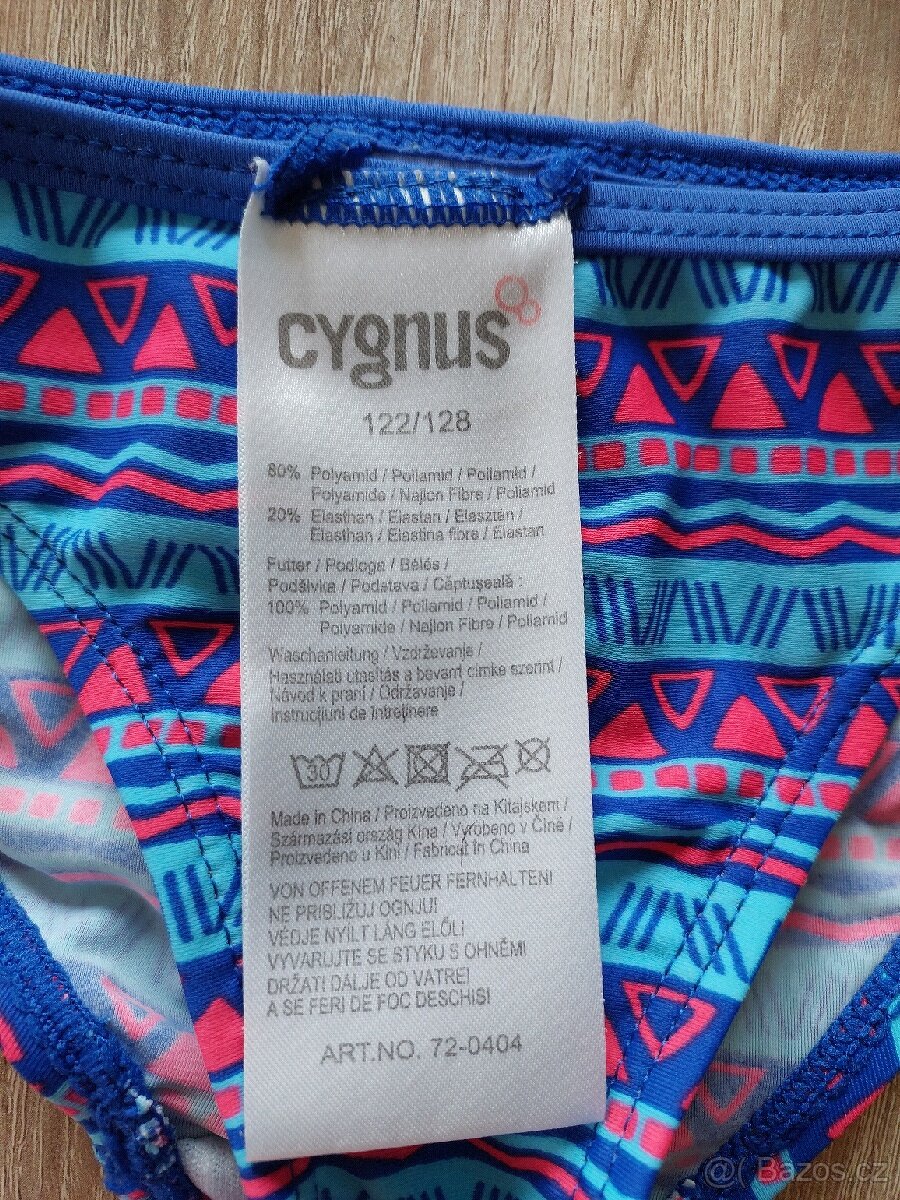 cygnus
122/128
80% Polyamid / Poliamid / Poliamid /
Polyamide / Najlon Fibre / Poliamid
20% Elasthan / Elastan / Elasztán /
Elasthan / Elastina fibre / Elastan
Futter / Podloga / Bélés /
Podšívka / Podstava / Căptușeală :
100% Polyamid / Poliamid / Poliamid /
Polyamide / Najlon Fibre / Poliamid
Waschanleitung / Vzdrževanje /
Használati utasítás a bevarrt címke szerint /
Návod k praní / Održavanje /
Instrucțiuni de întreținere
30
Made in China / Proizvedeno na Kitajskem /
Származási ország Kína / Vyrobeno v Číně /
Proizvedeno u Kini / Fabricat în China
VON OFFENEM FEUER FERNHALTEN!
NE PRIBLIŽUJ OGNJU!
VÉDJE NYÍLT LÁNG ELŐL!
VYVARUJTE SE STYKU S OHNĚM!
DRŽATI DALJE OD VATRE!
A SE FERI DE FOC DESCHIS!
ART.NO. 72-0404
@( Bazos.cz